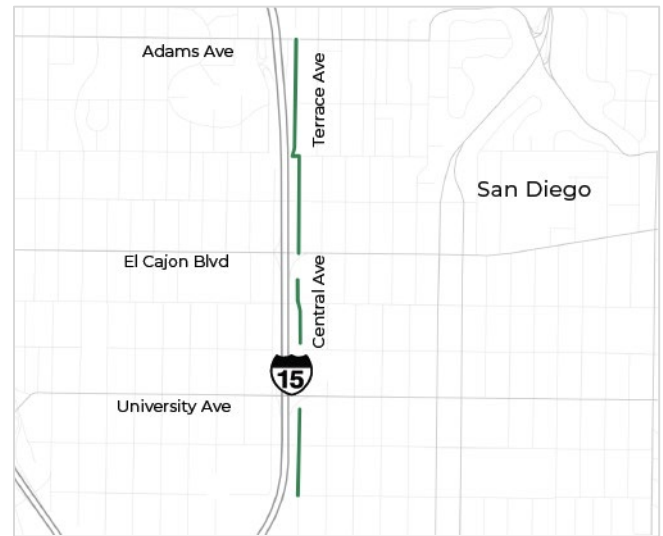 Adams Ave
Terrace Ave
San Diego
El Cajon Blvd
Central Ave
15
University Ave